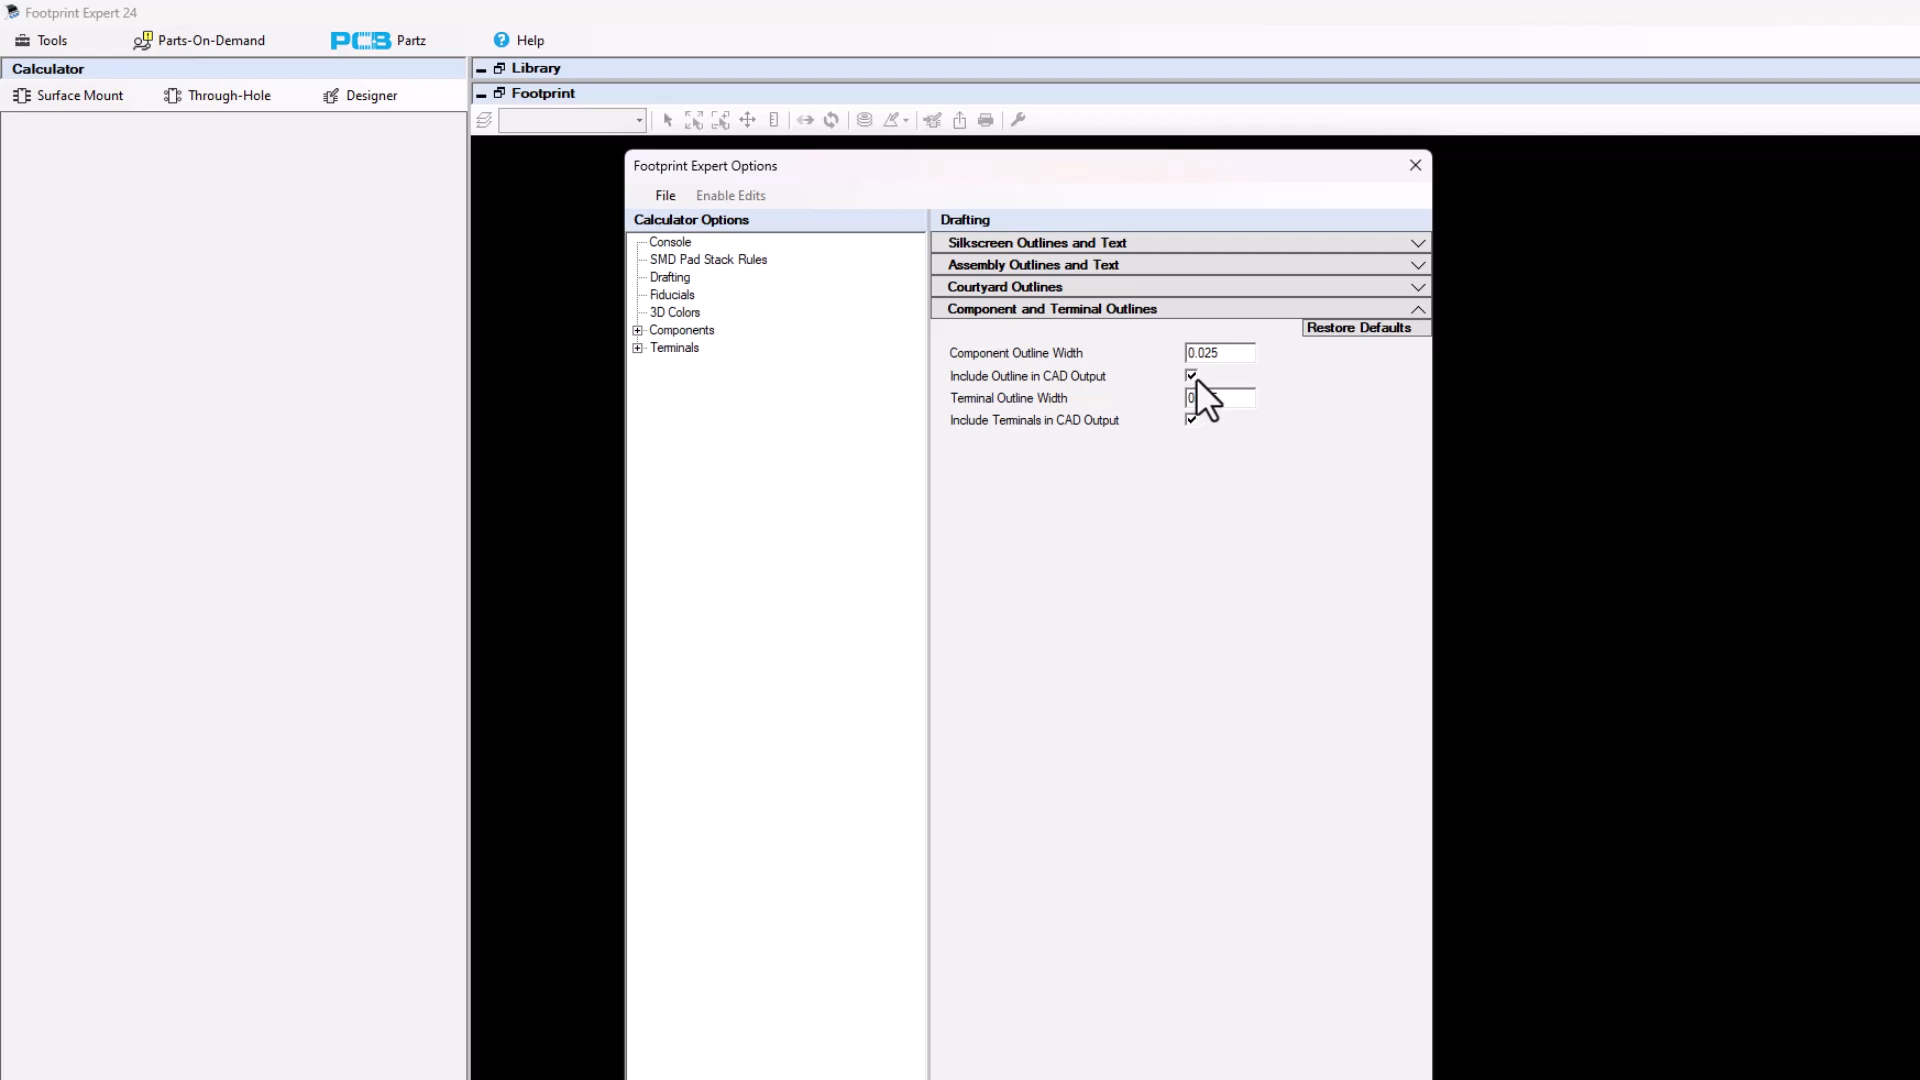 Footprint Expert 24
Tools Parts-On-Demand PCB Partz Help
Calculator
Surface Mount Through-Hole Designer
Library
Footprint
Footprint Expert Options
File Enable Edits
Calculator Options
Console
SMD Pad Stack Rules
Drafting
Fiducials
3D Colors
Components
Terminals
Drafting
Silkscreen Outlines and Text
Assembly Outlines and Text
Courtyard Outlines
Component and Terminal Outlines
Restore Defaults
Component Outline Width 0.025
Include Outline in CAD Output
Terminal Outline Width
Include Terminals in CAD Output